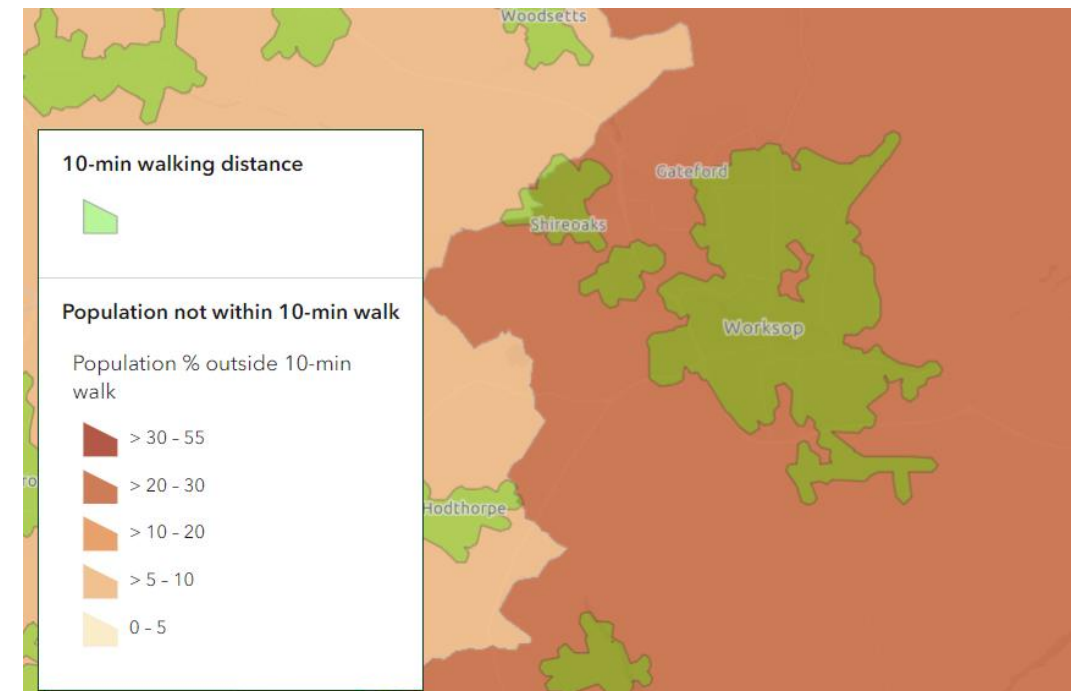 Woodsetts
10-min walking distance
Gateford
Shireoaks
Population not within 10-min walk
Worksop
Population % outside 10-min
walk
> 30 - 55
> 20 - 30
Hodthorpe
> 10 - 20
> 5 - 10
0 - 5